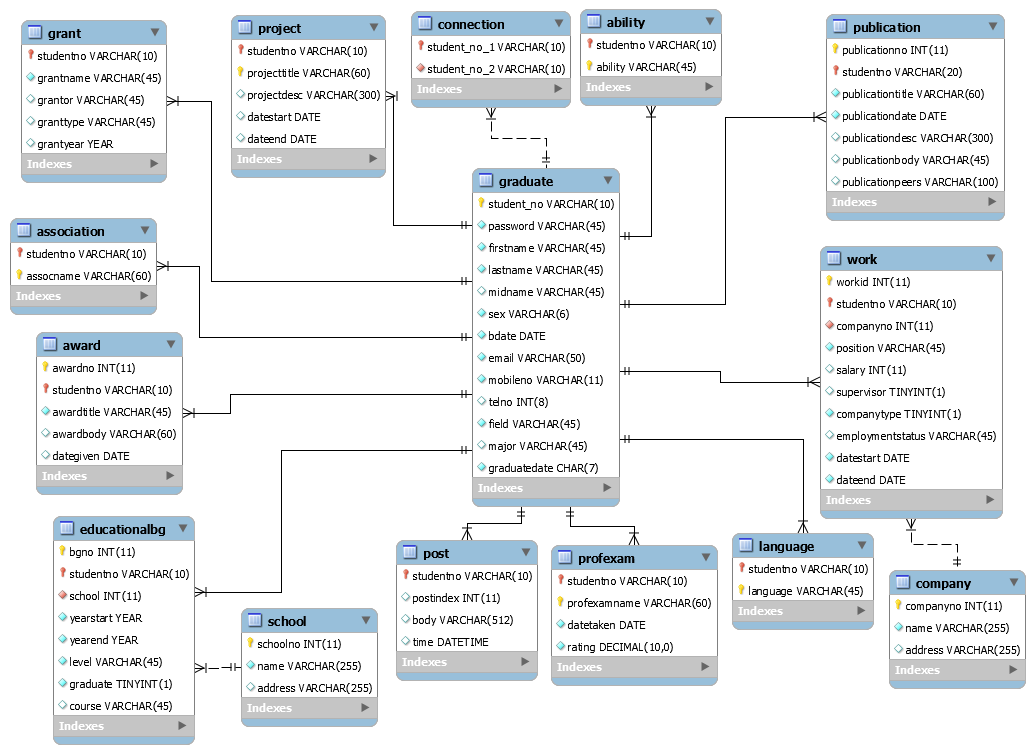 grant
studentno VARCHAR(10)
grantname VARCHAR(45)
grantor VARCHAR(45)
granttype VARCHAR(45)
grantyear YEAR
Indexes
project
studentno VARCHAR(10)
projecttitle VARCHAR(60)
projectdesc VARCHAR(300)
datestart DATE
dateend DATE
Indexes
connection
student_no_1 VARCHAR(10)
student_no_2 VARCHAR(10)
Indexes
ability
studentno VARCHAR(10)
ability VARCHAR(45)
Indexes
publication
publicationno INT(11)
studentno VARCHAR(20)
publicationtitle VARCHAR(60)
publicationdate DATE
publicationdesc VARCHAR(300)
publicationbody VARCHAR(45)
publicationpeers VARCHAR(100)
Indexes
graduate
student_no VARCHAR(10)
password VARCHAR(45)
firstname VARCHAR(45)
lastname VARCHAR(45)
midname VARCHAR(45)
sex VARCHAR(6)
bdate DATE
email VARCHAR(50)
mobileno VARCHAR(11)
telno INT(8)
field VARCHAR(45)
major VARCHAR(45)
graduatedate CHAR(7)
Indexes
association
studentno VARCHAR(10)
assocname VARCHAR(60)
Indexes
work
workid INT(11)
studentno VARCHAR(10)
companyno INT(11)
position VARCHAR(45)
salary INT(11)
supervisor TINYINT(1)
companytype TINYINT(1)
employmentstatus VARCHAR(45)
datestart DATE
dateend DATE
Indexes
award
awardno INT(11)
studentno VARCHAR(10)
awardtitle VARCHAR(45)
awardbody VARCHAR(60)
dategiven DATE
Indexes
educationalbg
bgno INT(11)
studentno VARCHAR(10)
school INT(11)
yearstart YEAR
yearend YEAR
level VARCHAR(45)
graduate TINYINT(1)
course VARCHAR(45)
Indexes
school
schoolno INT(11)
name VARCHAR(255)
address VARCHAR(255)
Indexes
post
studentno VARCHAR(10)
postindex INT(11)
body VARCHAR(512)
time DATETIME
Indexes
profexam
studentno VARCHAR(10)
profexamname VARCHAR(60)
datetaken DATE
rating DECIMAL(10,0)
Indexes
language
studentno VARCHAR(10)
language VARCHAR(45)
Indexes
company
companyno INT(11)
name VARCHAR(255)
address VARCHAR(255)
Indexes